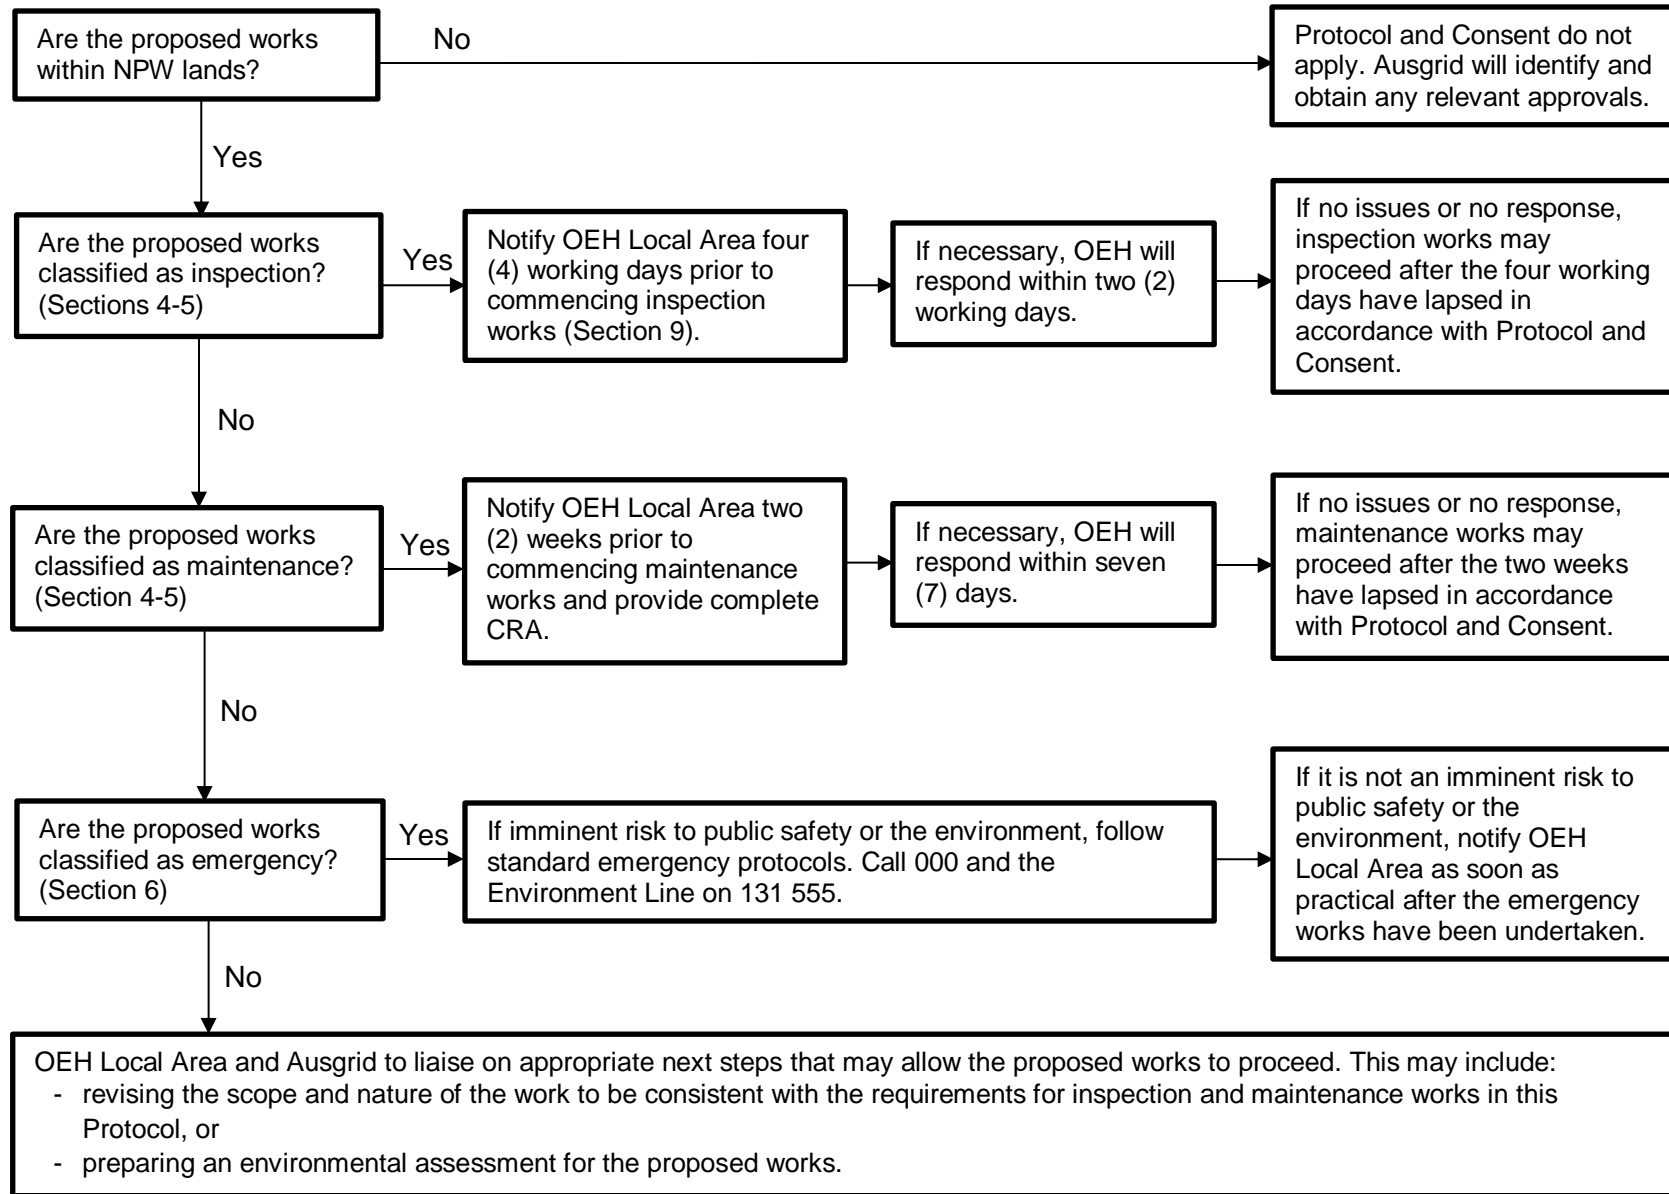 Are the proposed works
within NPW lands?
No
Protocol and Consent do not
apply. Ausgrid will identify and
obtain any relevant approvals.
Yes
Are the proposed works
classified as inspection?
(Sections 4-5)
Yes
Notify OEH Local Area four
(4) working days prior to
commencing inspection
works (Section 9).
If necessary, OEH will
respond within two (2)
working days.
If no issues or no response,
inspection works may
proceed after the four working
days have lapsed in
accordance with Protocol and
Consent.
No
Are the proposed works
classified as maintenance?
(Section 4-5)
Yes
Notify OEH Local Area two
(2) weeks prior to
commencing maintenance
works and provide complete
CRA.
If necessary, OEH will
respond within seven
(7) days.
If no issues or no response,
maintenance works may
proceed after the two weeks
have lapsed in accordance
with Protocol and Consent.
No
Are the proposed works
classified as emergency?
(Section 6)
Yes
If imminent risk to public safety or the environment, follow
standard emergency protocols. Call 000 and the
Environment Line on 131 555.
If it is not an imminent risk to
public safety or the
environment, notify OEH
Local Area as soon as
practical after the emergency
works have been undertaken.
No
OEH Local Area and Ausgrid to liaise on appropriate next steps that may allow the proposed works to proceed. This may include:
- revising the scope and nature of the work to be consistent with the requirements for inspection and maintenance works in this
Protocol, or
- preparing an environmental assessment for the proposed works.